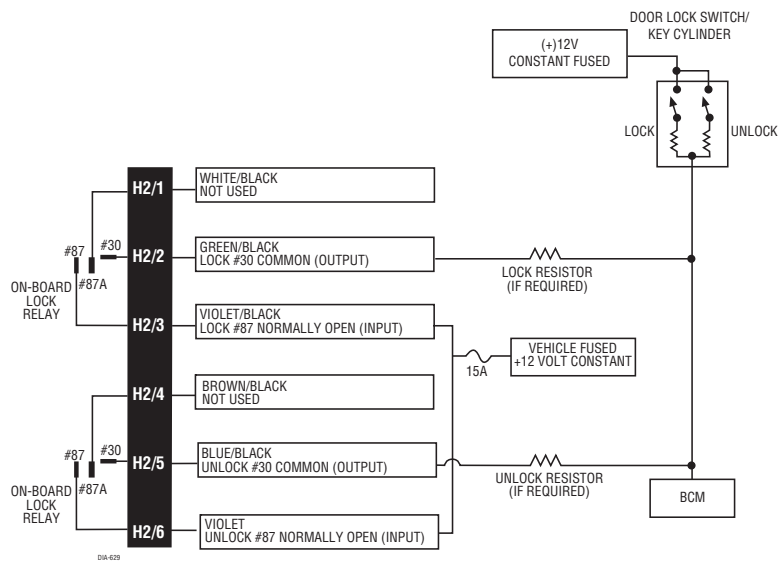 DOOR LOCK SWITCH/
KEY CYLINDER
(+)12V
CONSTANT FUSED
LOCK
UNLOCK
H2/1
WHITE/BLACK
NOT USED
#87
#30
#87A
ON-BOARD
LOCK
RELAY
H2/2
GREEN/BLACK
LOCK #30 COMMON (OUTPUT)
LOCK RESISTOR
(IF REQUIRED)
H2/3
VIOLET/BLACK
LOCK #87 NORMALLY OPEN (INPUT)
15A
VEHICLE FUSED
+12 VOLT CONSTANT
H2/4
BROWN/BLACK
NOT USED
#87
#30
#87A
ON-BOARD
LOCK
RELAY
H2/5
BLUE/BLACK
UNLOCK #30 COMMON (OUTPUT)
UNLOCK RESISTOR
(IF REQUIRED)
BCM
H2/6
VIOLET
UNLOCK #87 NORMALLY OPEN (INPUT)
DIA-629